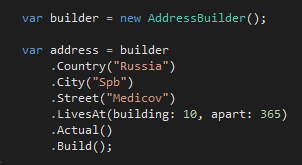 var builder = new AddressBuilder();
var address = builder
.Country("Russia")
.City("Spb")
.Street("Medicov")
.LivesAt(building: 10, apart: 365)
.Actual()
.Build();